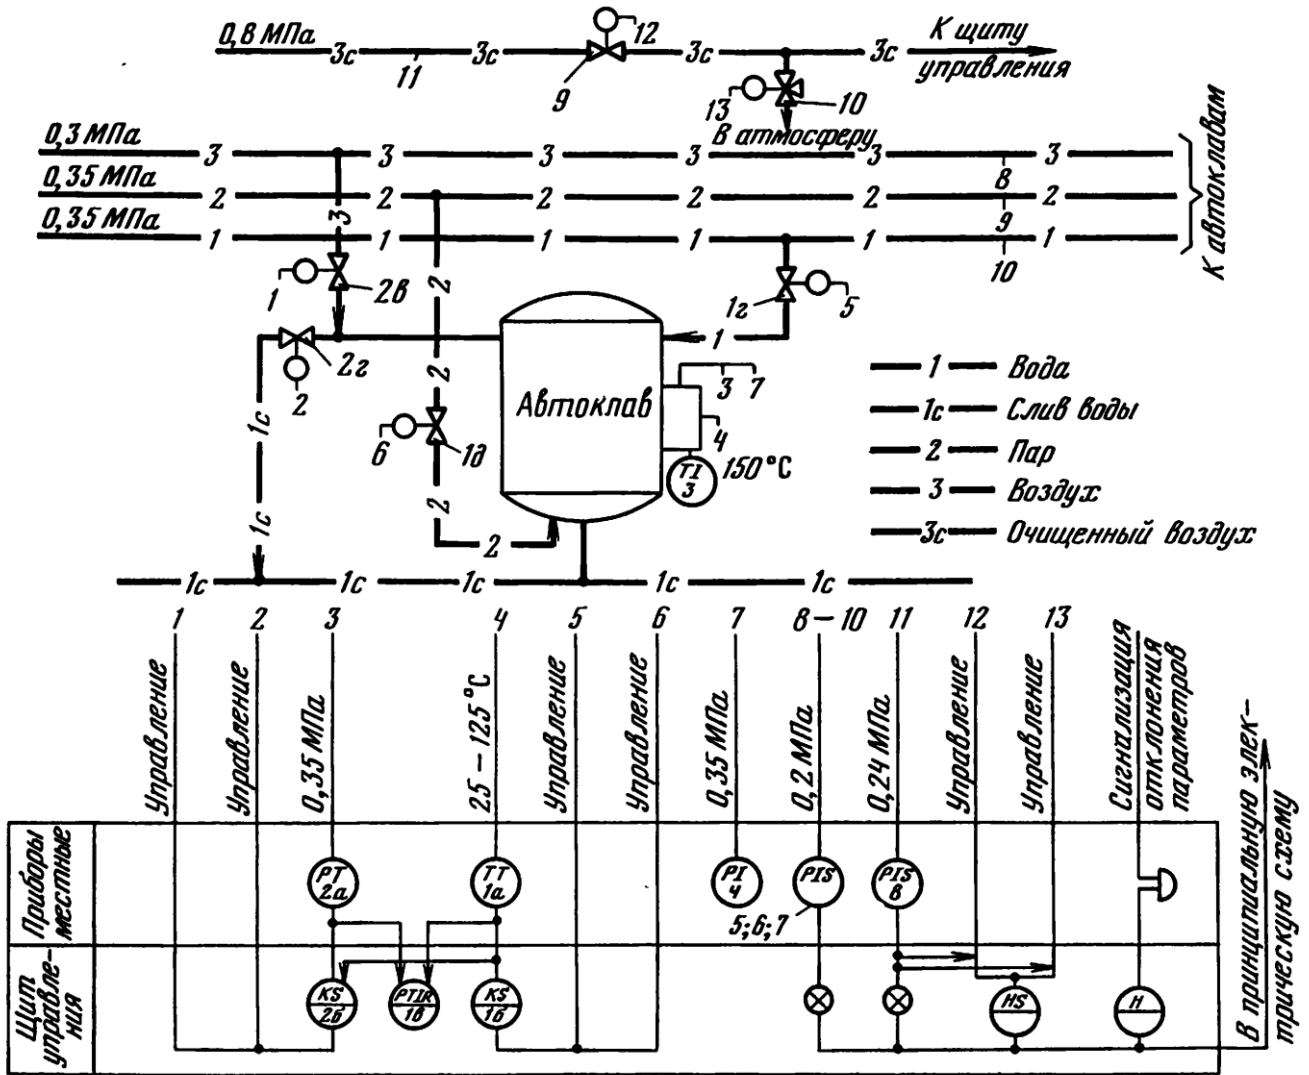 0,8 МПа
3с
3с
3с
3с
12
9
11
К щиту
управления
13
10
В атмосферу
0,3 МПа
3
3
3
3
3
3
8
0,35 МПа
2
2
2
2
2
2
9
0,35 МПа
1
1
1
1
1
1
10
К автоклавам
3
1
2в
2
1г
5
2г
2
1
2
3
7
Автоклав
4
6
1д
TI
3
150°С
1с
1с
2
2
1 Вода
1с Слив воды
2 Пар
3 Воздух
3с Очищенный воздух
1с
1с
1с
1с
1с
1
2
3
4
5
6
7
8 – 10
11
12
13
Управление
Управление
0,35 МПа
25 – 125°С
Управление
Управление
0,35 МПа
0,2 МПа
0,24 МПа
Управление
Управление
Сигнализация
отклонения
параметров
Приборы
местные
PT
2а
TT
1а
PI
4
PIS
5;6;7
PIS
8
Щит
управле-
ния
KS
2б
PTIR
1в
KS
1б
HS
H
В принципиальную элек-
трическую схему